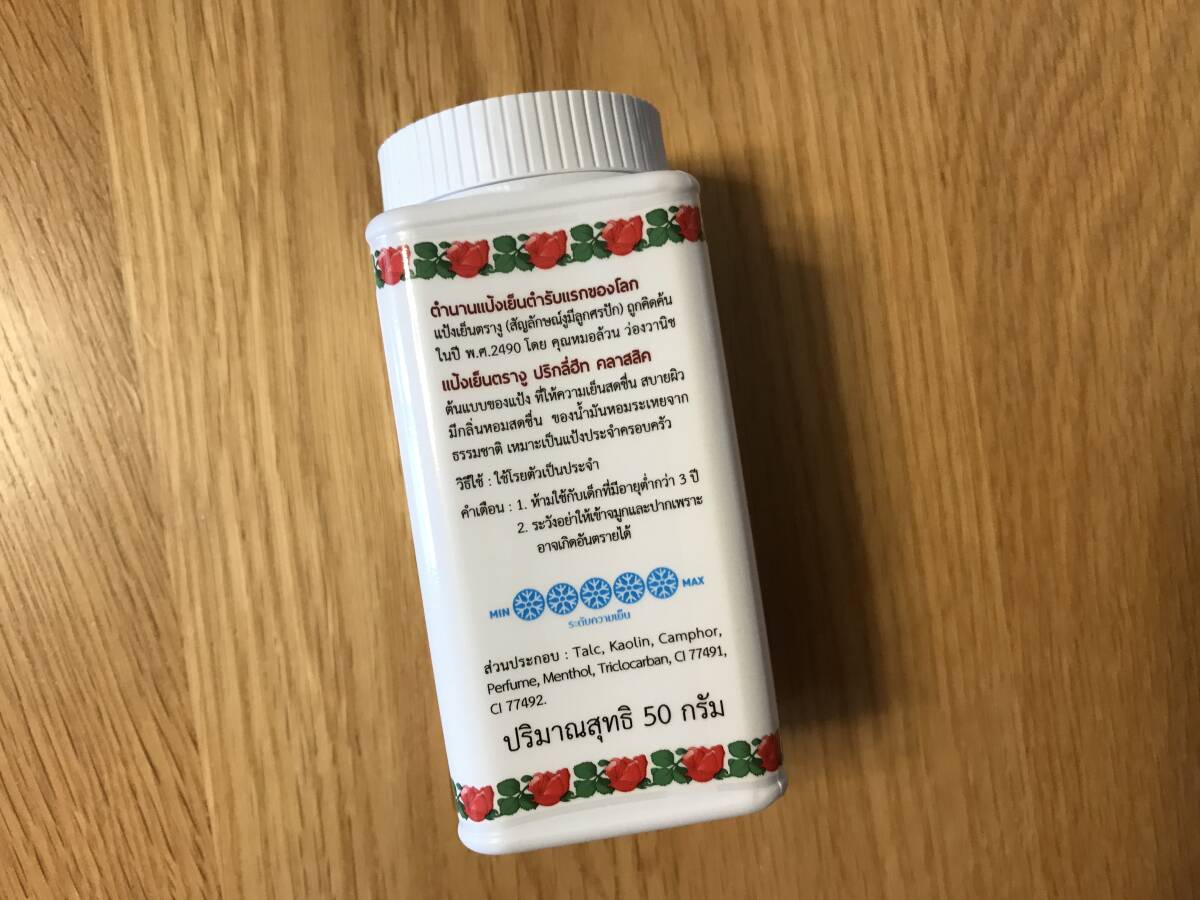 ตำนานแป้งเย็นตำรับแรกของโลก
แป้งเย็นตรางู (สัญลักษณ์งูมีลูกศรปัก) ถูกคิดค้น
ในปี พ.ศ.2490 โดย คุณหมอล้วน ว่องวานิช
แป้งเย็นตรางู ปริกลี่ฮีท คลาสสิค
ต้นแบบของแป้ง ที่ให้ความเย็นสดชื่น สบายผิว
มีกลิ่นหอมสดชื่น ของน้ำมันหอมระเหยจาก
ธรรมชาติ เหมาะเป็นแป้งประจำครอบครัว
วิธีใช้ : ใช้โรยตัวเป็นประจำ
คำเตือน : 1. ห้ามใช้กับเด็กที่มีอายุต่ำกว่า 3 ปี
2. ระวังอย่าให้เข้าจมูกและปากเพราะ
อาจเกิดอันตรายได้
MIN MAX
ระดับความเย็น
ส่วนประกอบ : Talc, Kaolin, Camphor,
Perfume, Menthol, Triclocarban, CI 77491,
CI 77492.
ปริมาณสุทธิ 50 กรัม